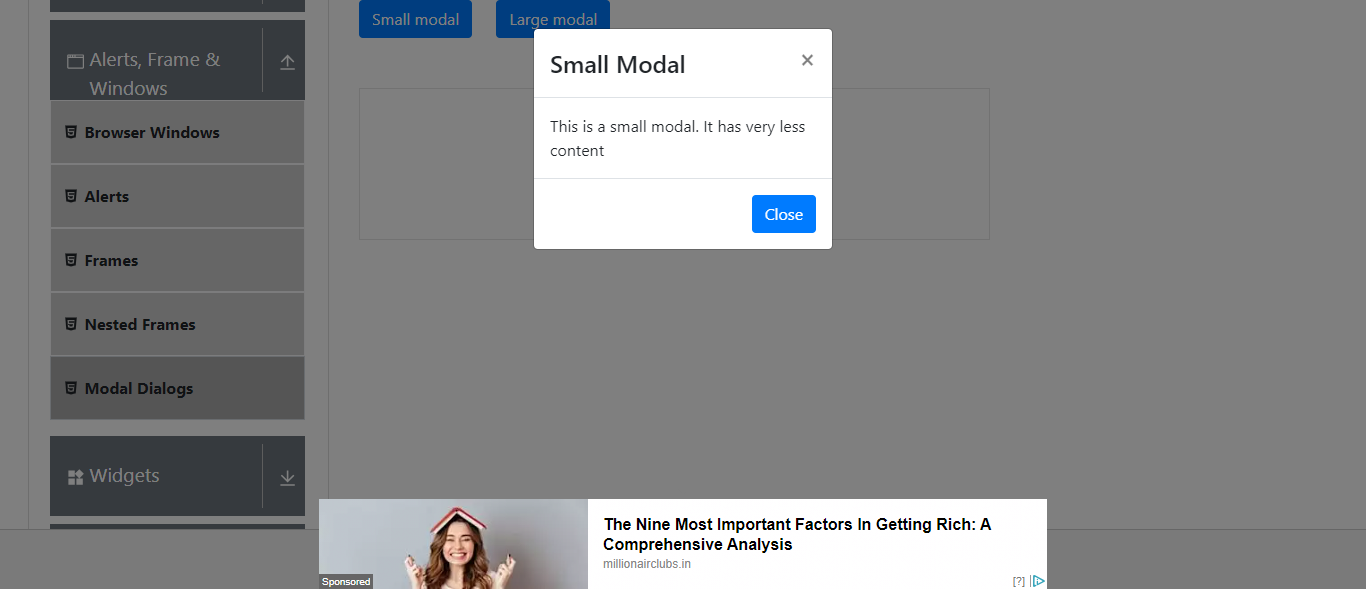 Small modal
Large modal
Alerts, Frame &
Windows
Browser Windows
Alerts
Frames
Nested Frames
Modal Dialogs
Widgets
Small Modal
×
This is a small modal. It has very less
content
Close
Sponsored
The Nine Most Important Factors In Getting Rich: A
Comprehensive Analysis
millionairclubs.in
[?]